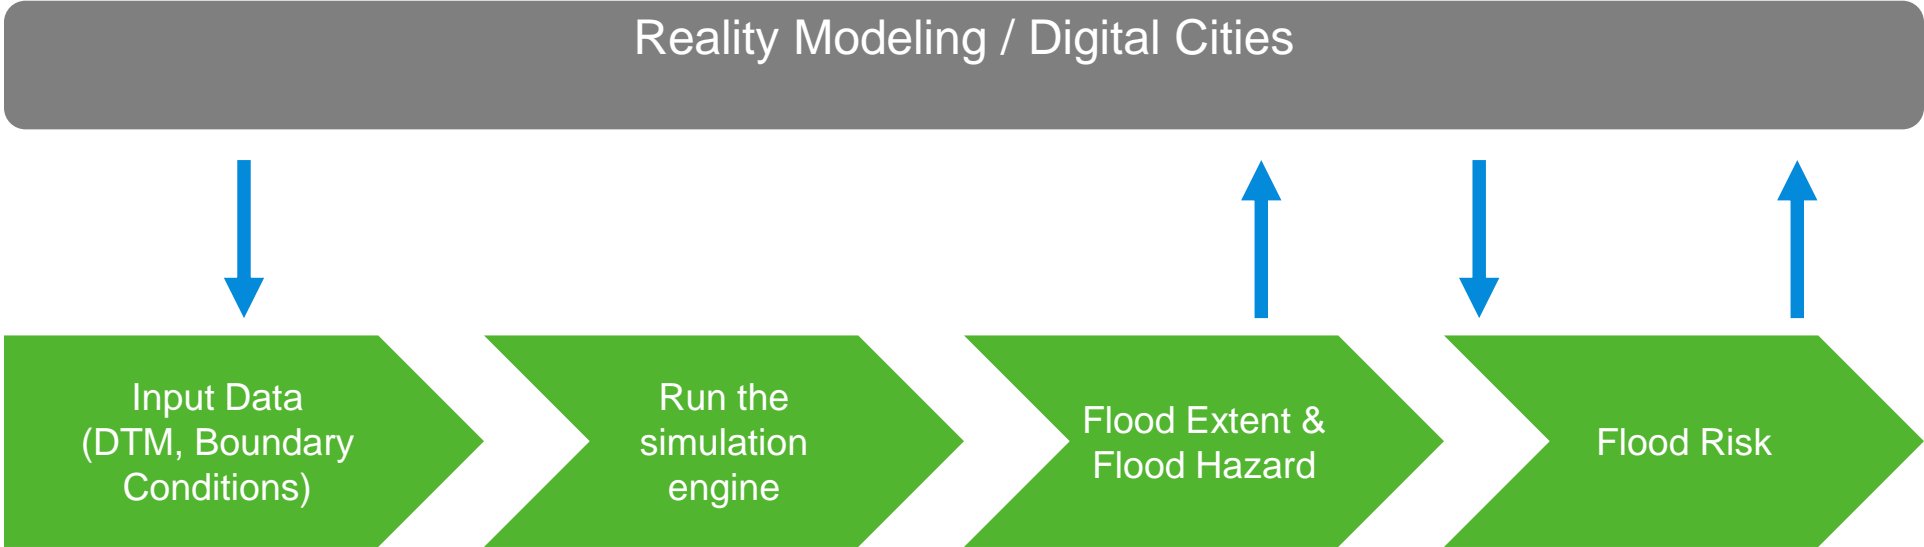 Reality Modeling / Digital Cities
Input Data
(DTM, Boundary
Conditions)
Run the
simulation
engine
Flood Extent &
Flood Hazard
Flood Risk